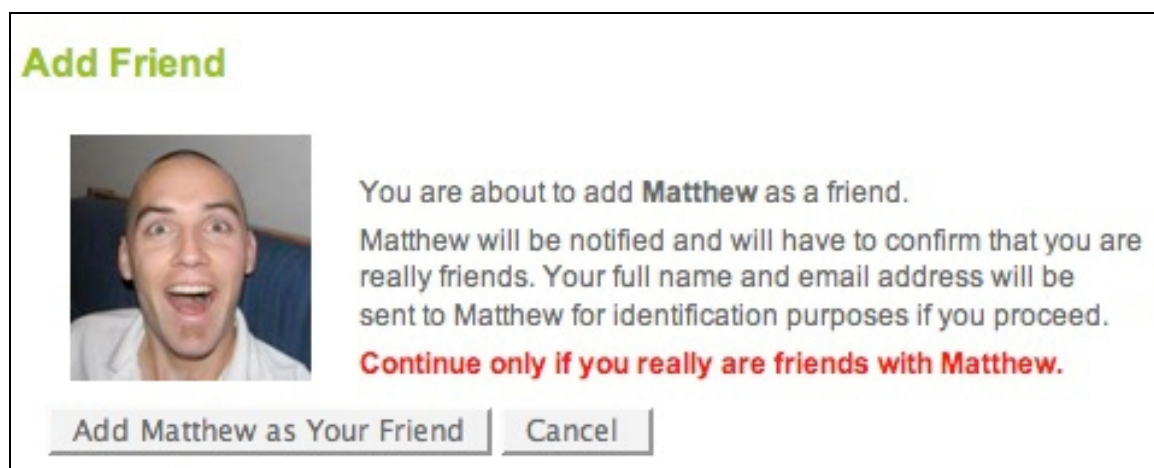 Add Friend
You are about to add Matthew as a friend.
Matthew will be notified and will have to confirm that you are
really friends. Your full name and email address will be
sent to Matthew for identification purposes if you proceed.
Continue only if you really are friends with Matthew.
Add Matthew as Your Friend
Cancel